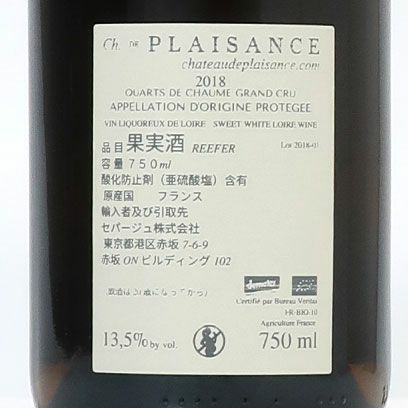 Ch. DE PLAISANCE
chateaudeplaisance.com
2018
QUARTS DE CHAUME GRAND CRU
APPELLATION D'ORIGINE PROTEGEE
VIN LIQUOREUX DE LOIRE SWEET WHITE LOIRE WINE
品目 果実酒 REEFER Lot 2018-
容量 750ml
酸化防止剤（亜硫酸塩）含有
原産国 フランス
輸入者及び引取先
セパージュ株式会社
東京都港区赤坂 7-6-9
赤坂 ON ビルディング 102
demeter
Certifié par Bureau Veritas
FR-BIO-10
Agriculture France
13,5% by vol.
750 ml